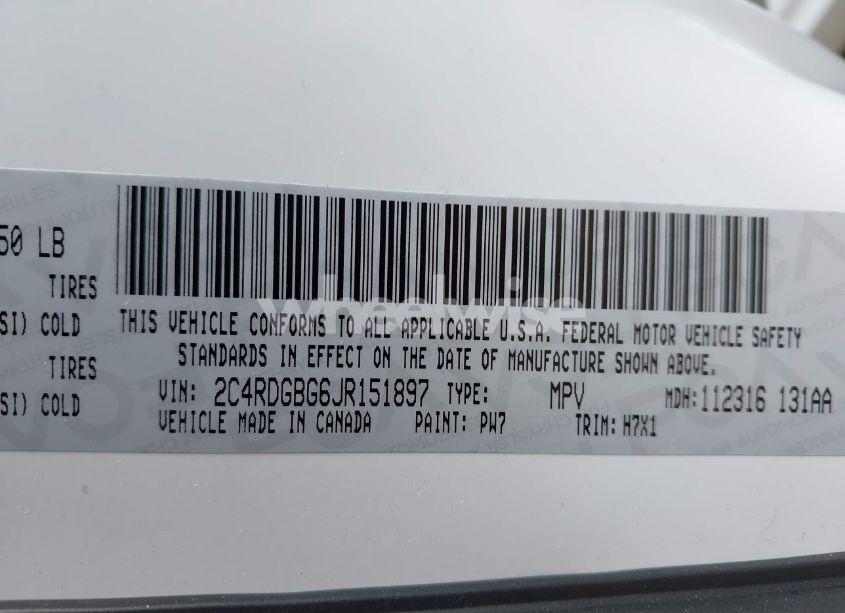 50 LB
TIRES
SI) COLD
TIRES
SI) COLD
THIS VEHICLE CONFORMS TO ALL APPLICABLE U.S.A. FEDERAL MOTOR VEHICLE SAFETY
STANDARDS IN EFFECT ON THE DATE OF MANUFACTURE SHOWN ABOVE.
VIN: 2C4RDGBG6JR151897 TYPE: MPV MDH: 112316 131AA
VEHICLE MADE IN CANADA PAINT: PW7 TRIM: H7X1
wheelwise